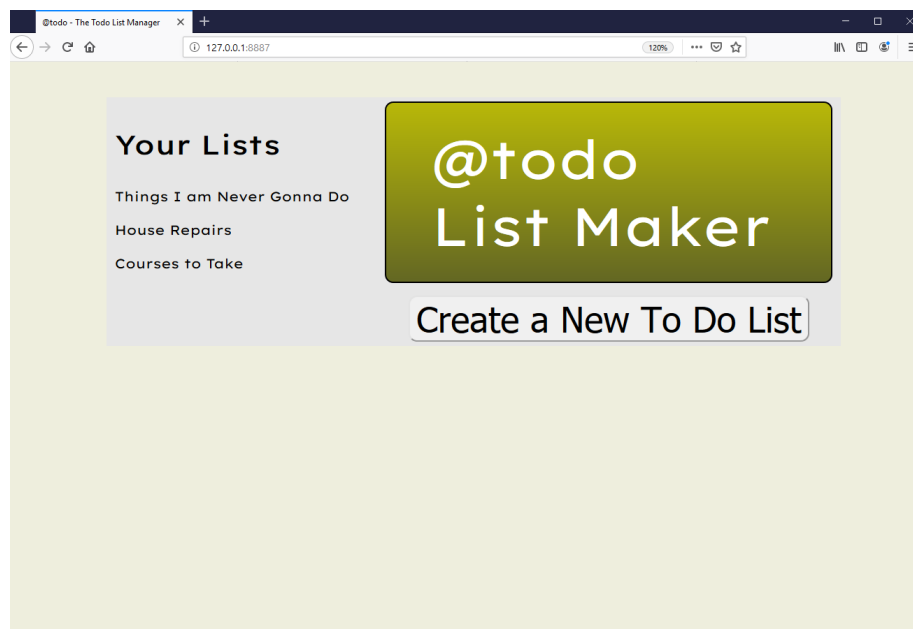 @todo - The Todo List Manager
127.0.0.1:8887
120%
Your Lists
Things I am Never Gonna Do
House Repairs
Courses to Take
@todo
List Maker
Create a New To Do List